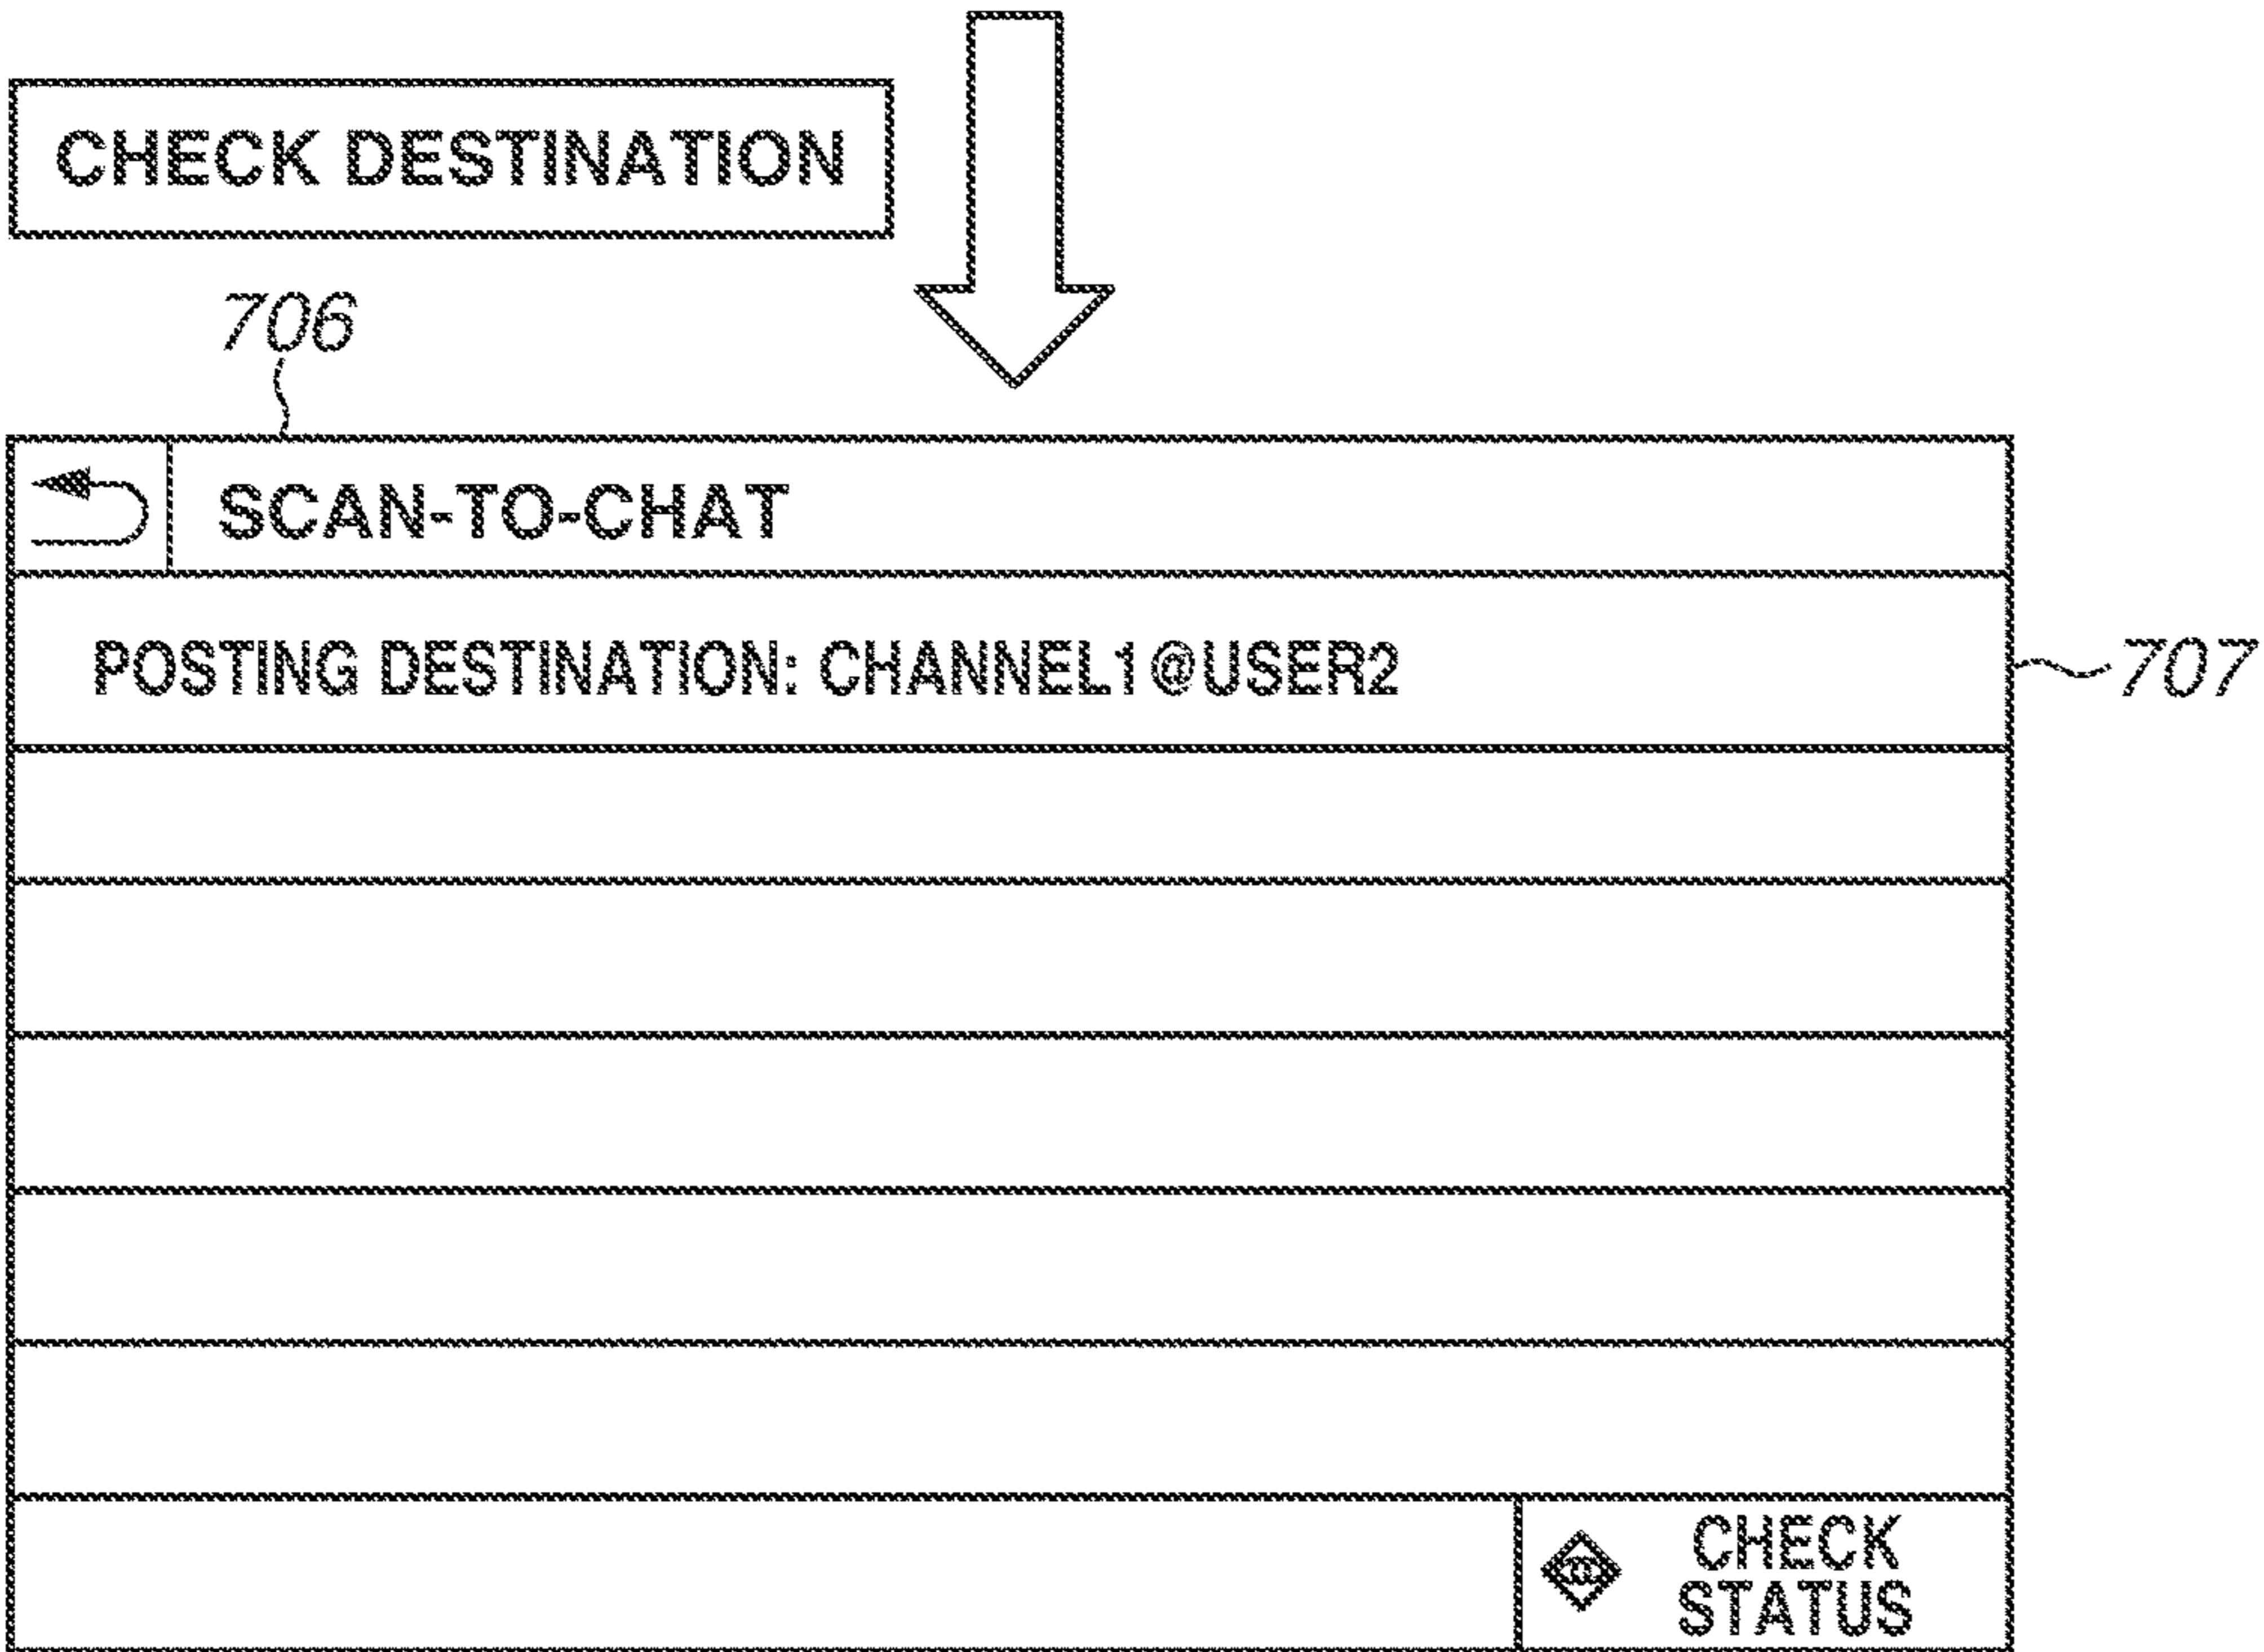 CHECK DESTINATION
706
SCAN-TO-CHAT
POSTING DESTINATION: CHANNEL1@USER2
707
CHECK
STATUS